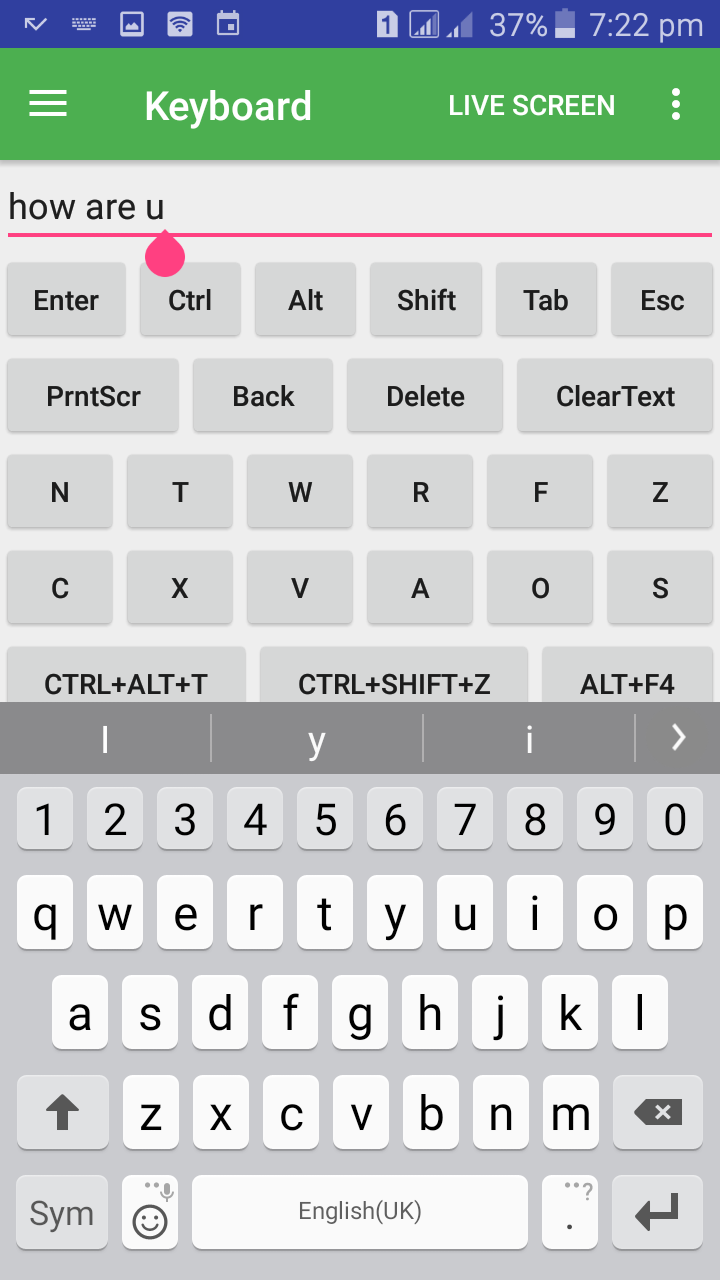 1 37% 7:22 pm
Keyboard LIVE SCREEN
how are u
Enter Ctrl Alt Shift Tab Esc
PrntScr Back Delete ClearText
N T W R F Z
C X V A O S
CTRL+ALT+T CTRL+SHIFT+Z ALT+F4
l y i
1 2 3 4 5 6 7 8 9 0
q w e r t y u i o p
a s d f g h j k l
z x c v b n m
Sym English(UK) . ?